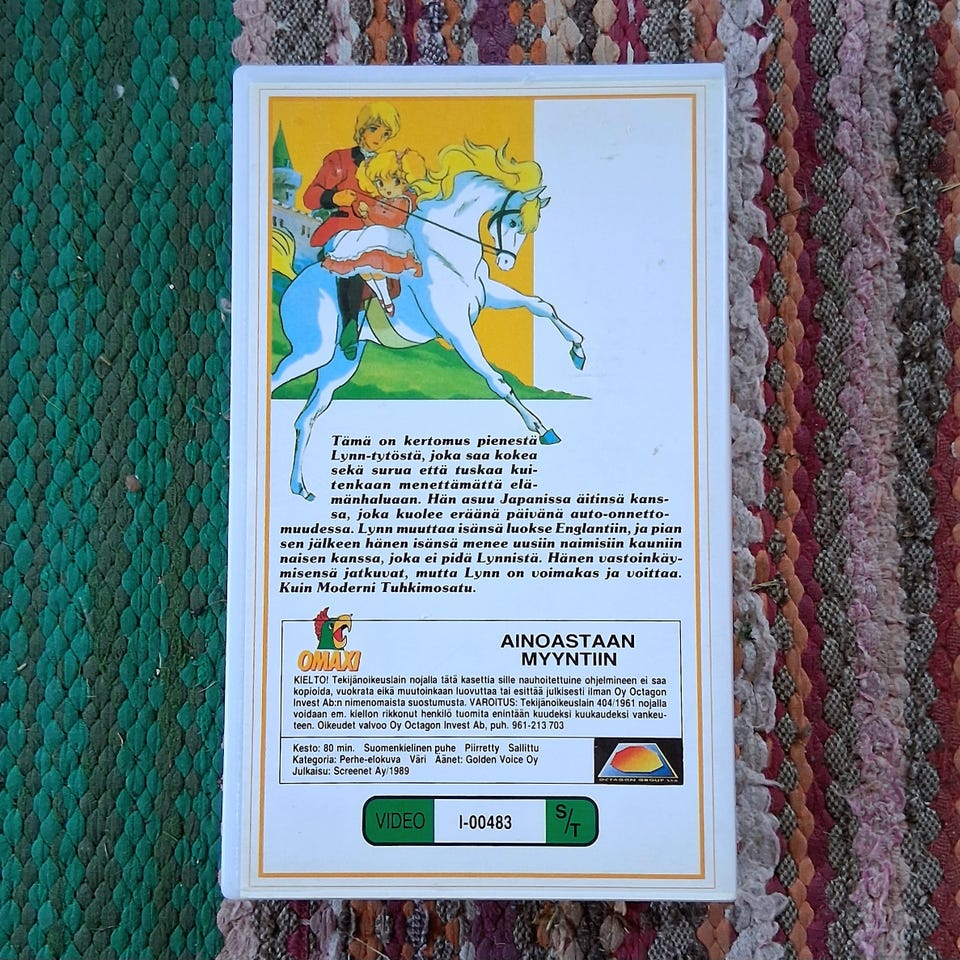 Tämä on kertomus pienestä
Lynn-tytöstä, joka saa kokea
sekä surua että tuskaa kui-
tenkaan menettämättä elä-
mänhaluaan. Hän asuu Japanissa äitinsä kans-
sa, joka kuolee eräänä päivänä auto-onnetto-
muudessa. Lynn muuttaa isänsä luokse Englantiin, ja pian
sen jälkeen hänen isänsä menee uusiin naimisiin kauniin
naisen kanssa, joka ei pidä Lynnistä. Hänen vastoinkäy-
misensä jatkuvat, mutta Lynn on voimakas ja voittaa.
Kuin Moderni Tuhkimosatu.
OMAXI
AINOASTAAN
MYYNTIIN
KIELTO! Tekijänoikeuslain nojalla tätä kasettia sille nauhoitettuine ohjelmineen ei saa
kopioida, vuokrata eikä muutoinkaan luovuttaa tai esittää julkisesti ilman Oy Octagon
Invest Ab:n nimenomaista suostumusta. VAROITUS: Tekijänoikeuslain 404/1961 nojalla
voidaan em. kiellon rikkonut henkilö tuomita enintään kuudeksi kuukaudeksi vankeu-
teen. Oikeudet valvoo Oy Octagon Invest Ab, puh. 961-213 703
Kesto: 80 min. Suomenkielinen puhe Piirretty Sallittu
Kategoria: Perhe-elokuva Väri Äänet: Golden Voice Oy
Julkaisu: Screenet Ay/1989
OCTAGON GROUP Ltd
VIDEO I-00483 S/T